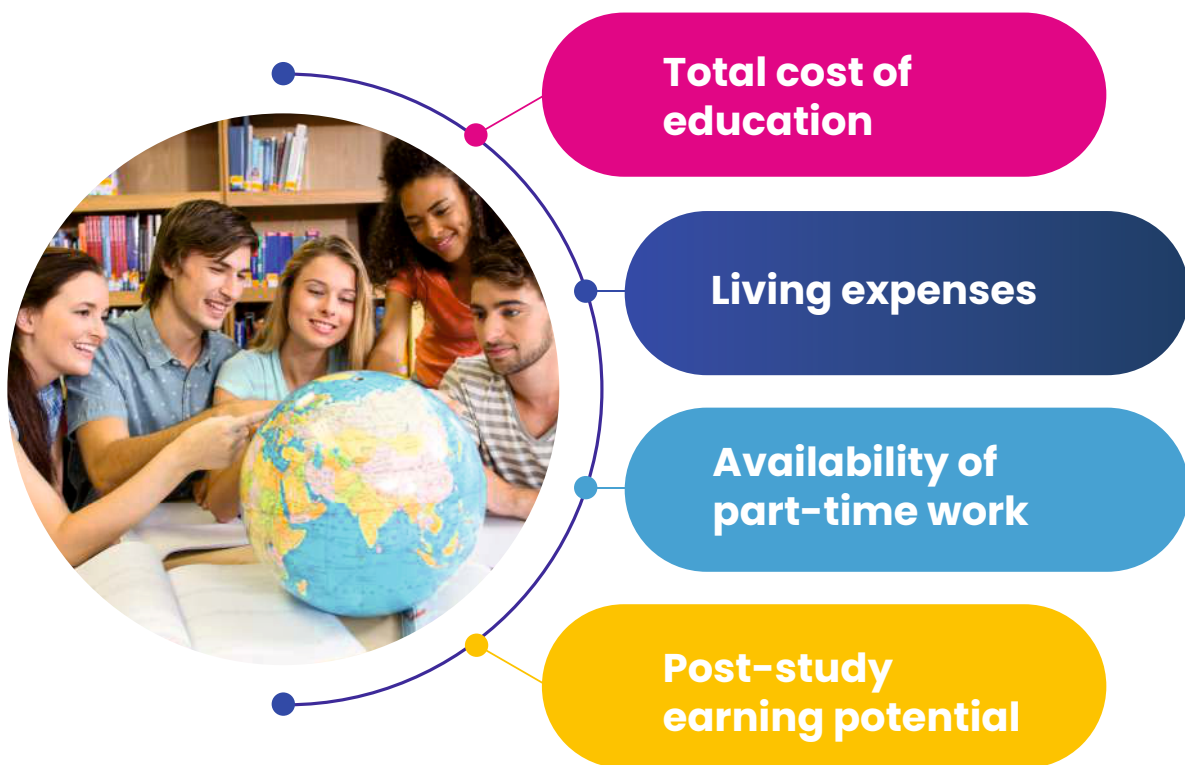 Total cost of
education
Living expenses
Availability of
part-time work
Post-study
earning potential